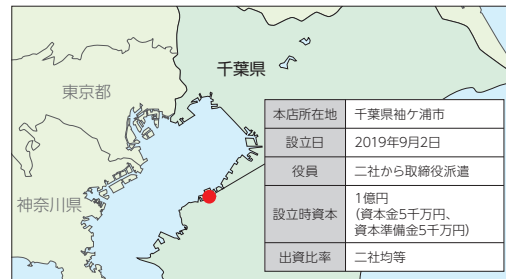 千葉県
東京都
神奈川県
本店所在地 千葉県袖ケ浦市
設立日 2019年9月2日
役員 二社から取締役派遣
設立時資本 1億円
（資本金5千万円、
資本準備金5千万円）
出資比率 二社均等